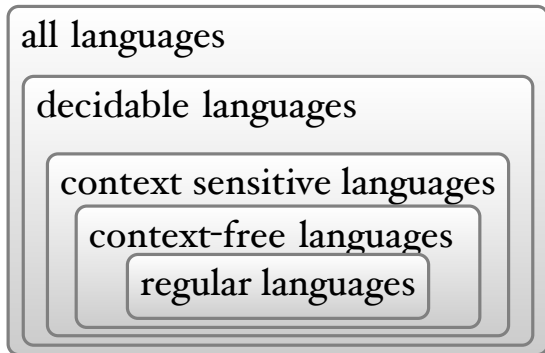 all languages
decidable languages
context sensitive languages
context-free languages
regular languages